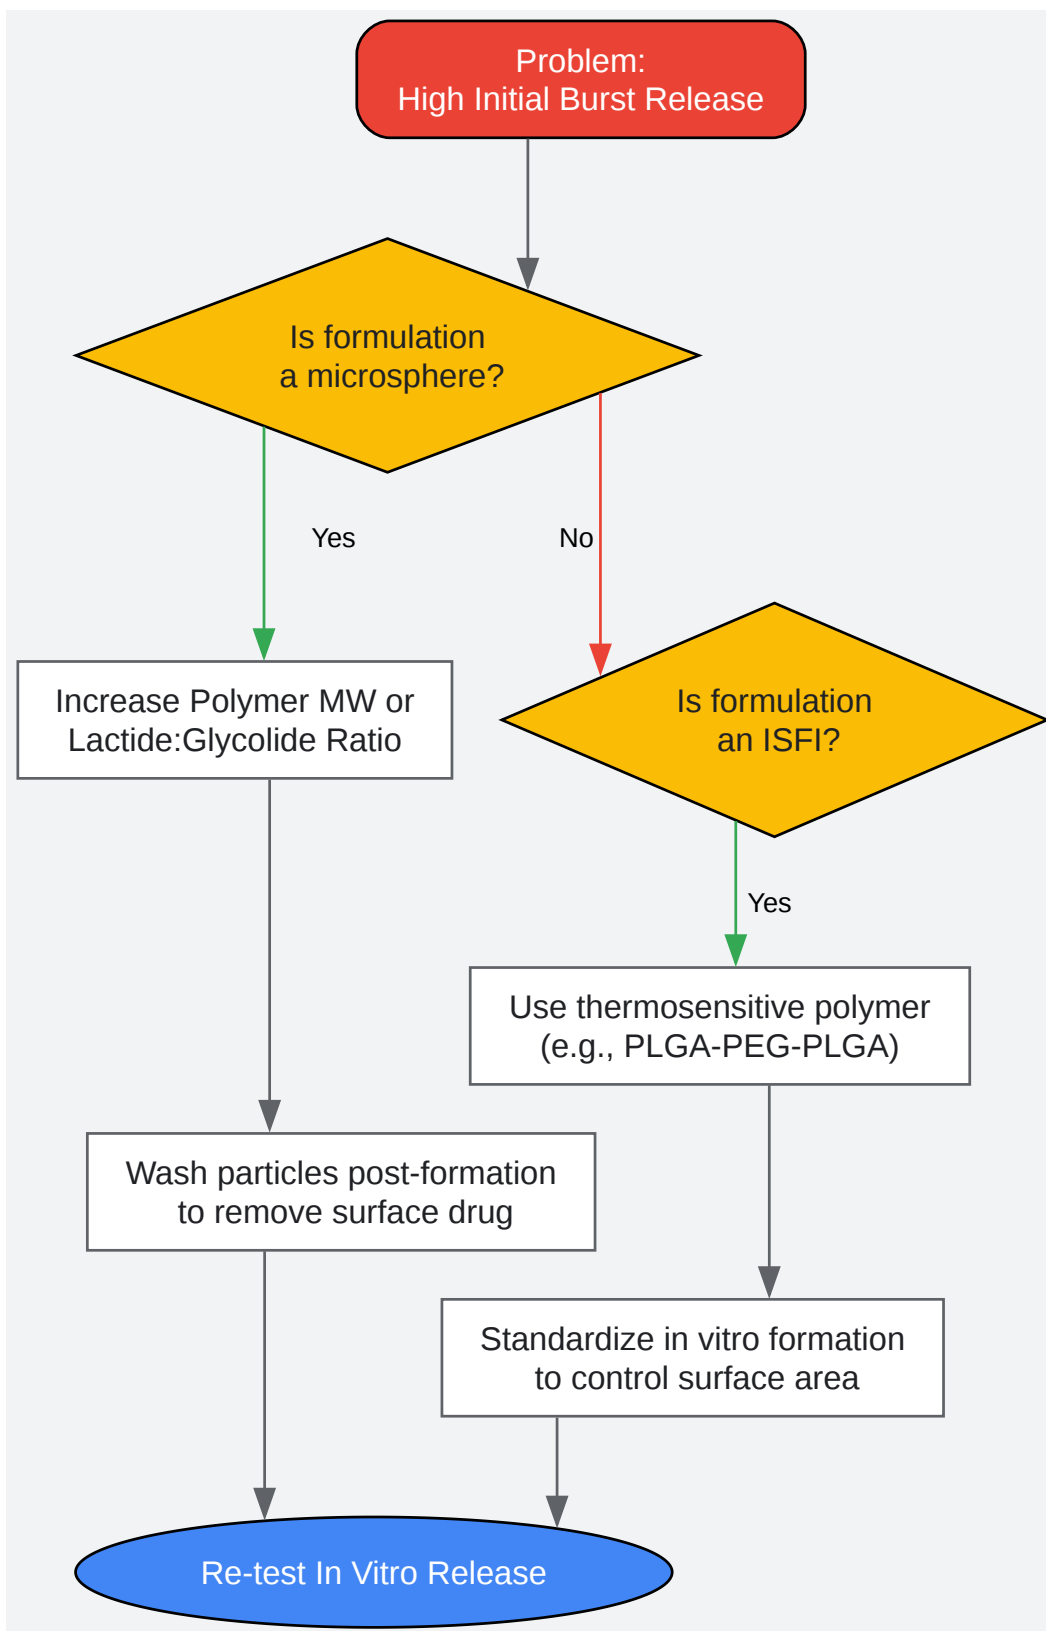 Problem:
High Initial Burst Release
Is formulation
a microsphere?
Yes
No
Increase Polymer MW or
Lactide:Glycolide Ratio
Is formulation
an ISFI?
Yes
Use thermosensitive polymer
(e.g., PLGA-PEG-PLGA)
Wash particles post-formation
to remove surface drug
Standardize in vitro formation
to control surface area
Re-test In Vitro Release